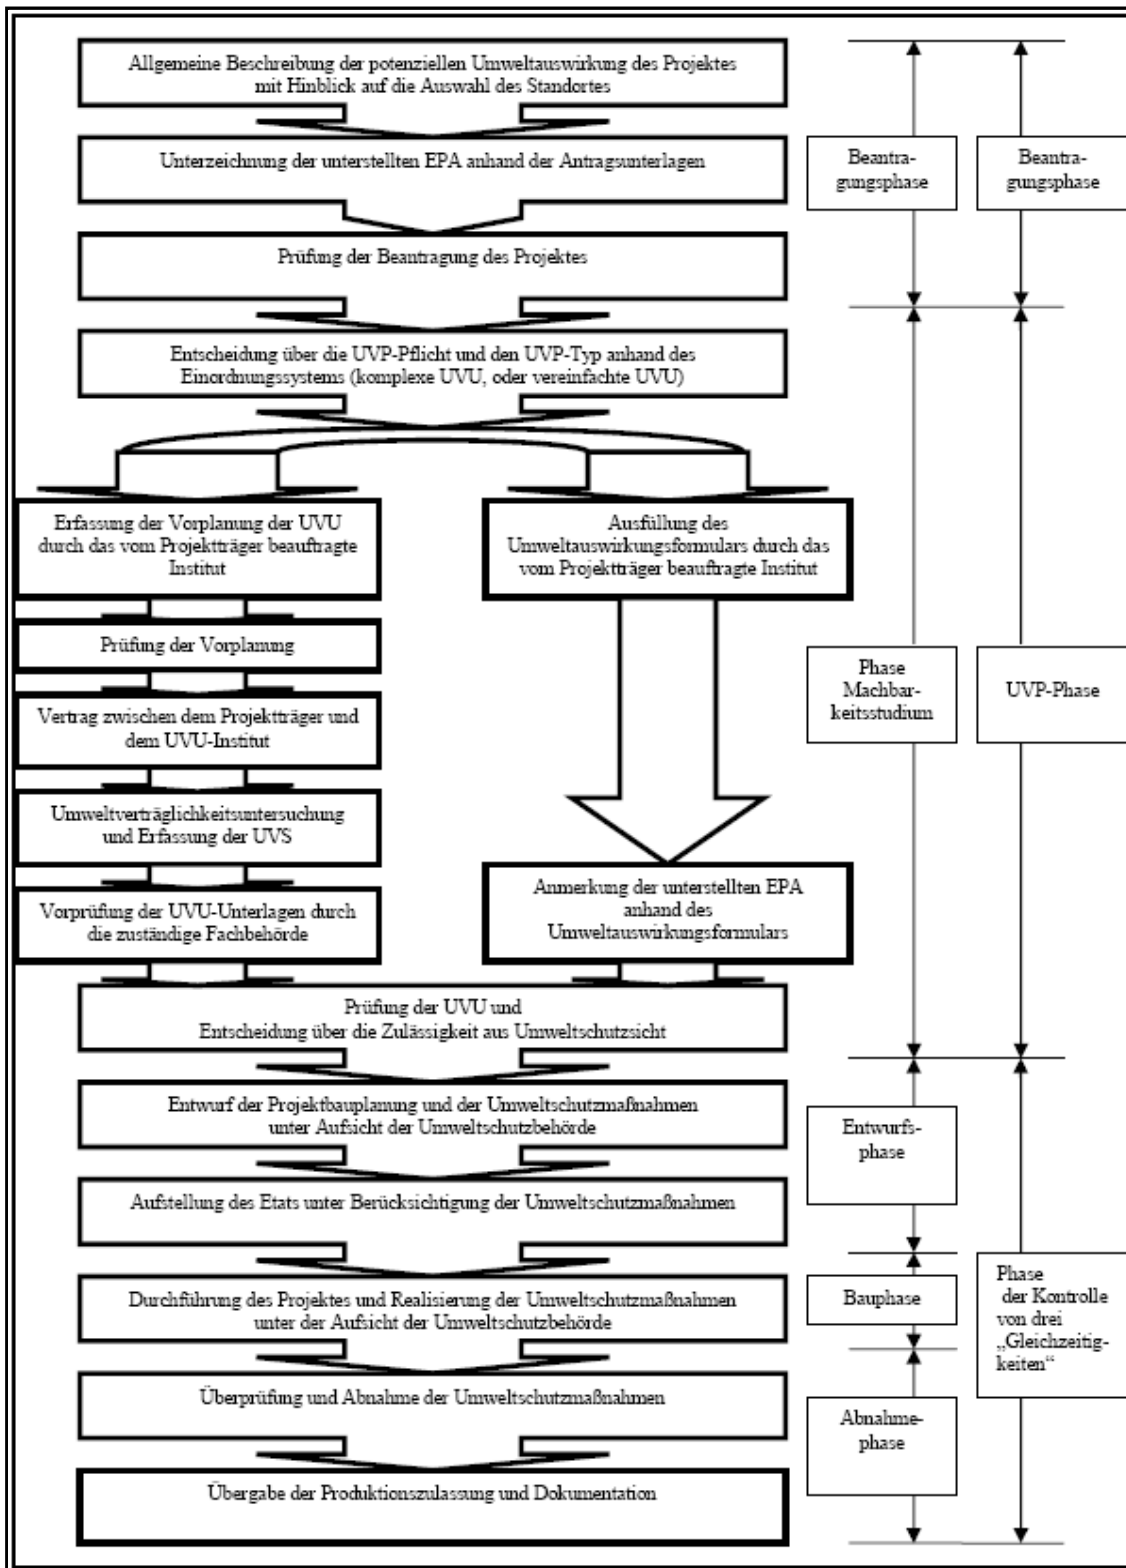 Allgemeine Beschreibung der potenziellen Umweltauswirkung des Projektes
mit Hinblick auf die Auswahl des Standortes
Unterzeichnung der unterstellten EPA anhand der Antragsunterlagen
Prüfung der Beantragung des Projektes
Entscheidung über die UVP-Pflicht und den UVP-Typ anhand des
Einordnungssystems (komplexe UVU, oder vereinfachte UVU)
Erfassung der Vorplanung der UVU
durch das vom Projektträger beauftragte
Institut
Prüfung der Vorplanung
Vertrag zwischen dem Projektträger und
dem UVU-Institut
Umweltverträglichkeitsuntersuchung
und Erfassung der UVS
Vorprüfung der UVU-Unterlagen durch
die zuständige Fachbehörde
Ausfüllung des
Umweltauswirkungsformulars durch das
vom Projektträger beauftragte Institut
Anmerkung der unterstellten EPA
anhand des
Umweltauswirkungsformulars
Prüfung der UVU und
Entscheidung über die Zulässigkeit aus Umweltschutzsicht
Entwurf der Projektbauplanung und der Umweltschutzmaßnahmen
unter Aufsicht der Umweltschutzbehörde
Aufstellung des Etats unter Berücksichtigung der Umweltschutzmaßnahmen
Durchführung des Projektes und Realisierung der Umweltschutzmaßnahmen
unter der Aufsicht der Umweltschutzbehörde
Überprüfung und Abnahme der Umweltschutzmaßnahmen
Übergabe der Produktionszulassung und Dokumentation
Beantra-
gungsphase
Phase
Machbar-
keitsstudium
Entwurfs-
phase
Bauphase
Abnahme-
phase
Beantra-
gungsphase
UVP-Phase
Phase
der Kontrolle
von drei
„Gleichzeitig-
keiten“